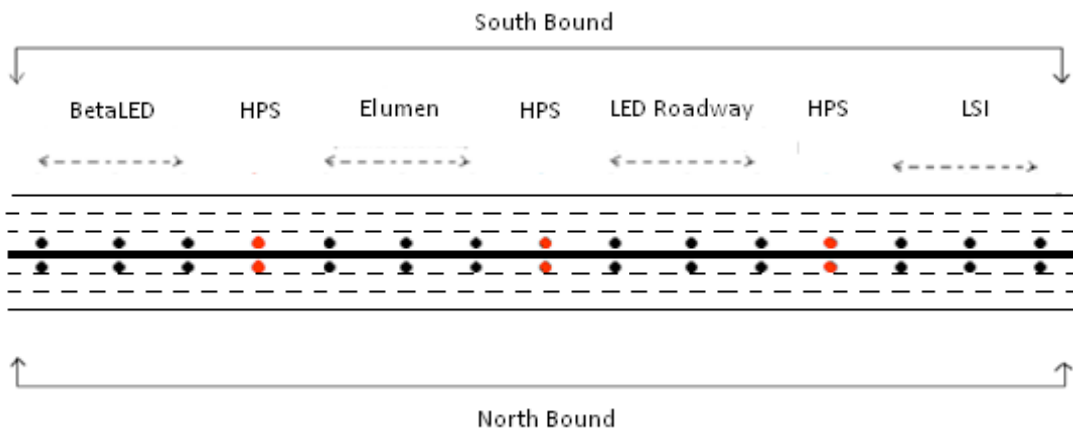 South Bound
BetaLED HPS Elumen HPS LED Roadway HPS LSI
North Bound